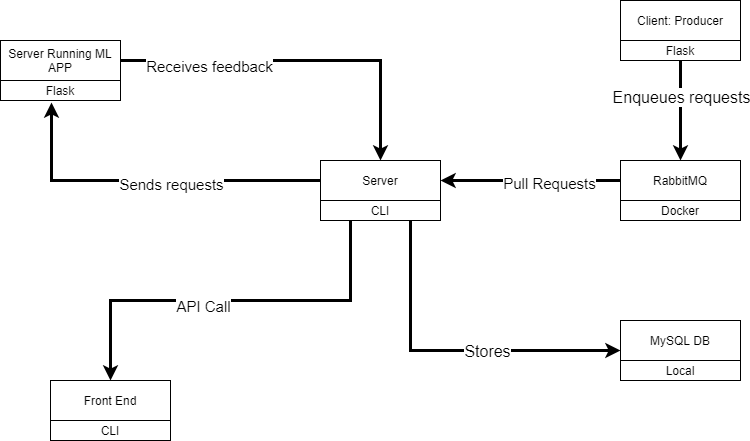 Client: Producer
Flask
Server Running ML
APP
Flask
Receives feedback
Enqueues requests
Sends requests
Server
CLI
Pull Requests
RabbitMQ
Docker
API Call
Stores
MySQL DB
Local
Front End
CLI